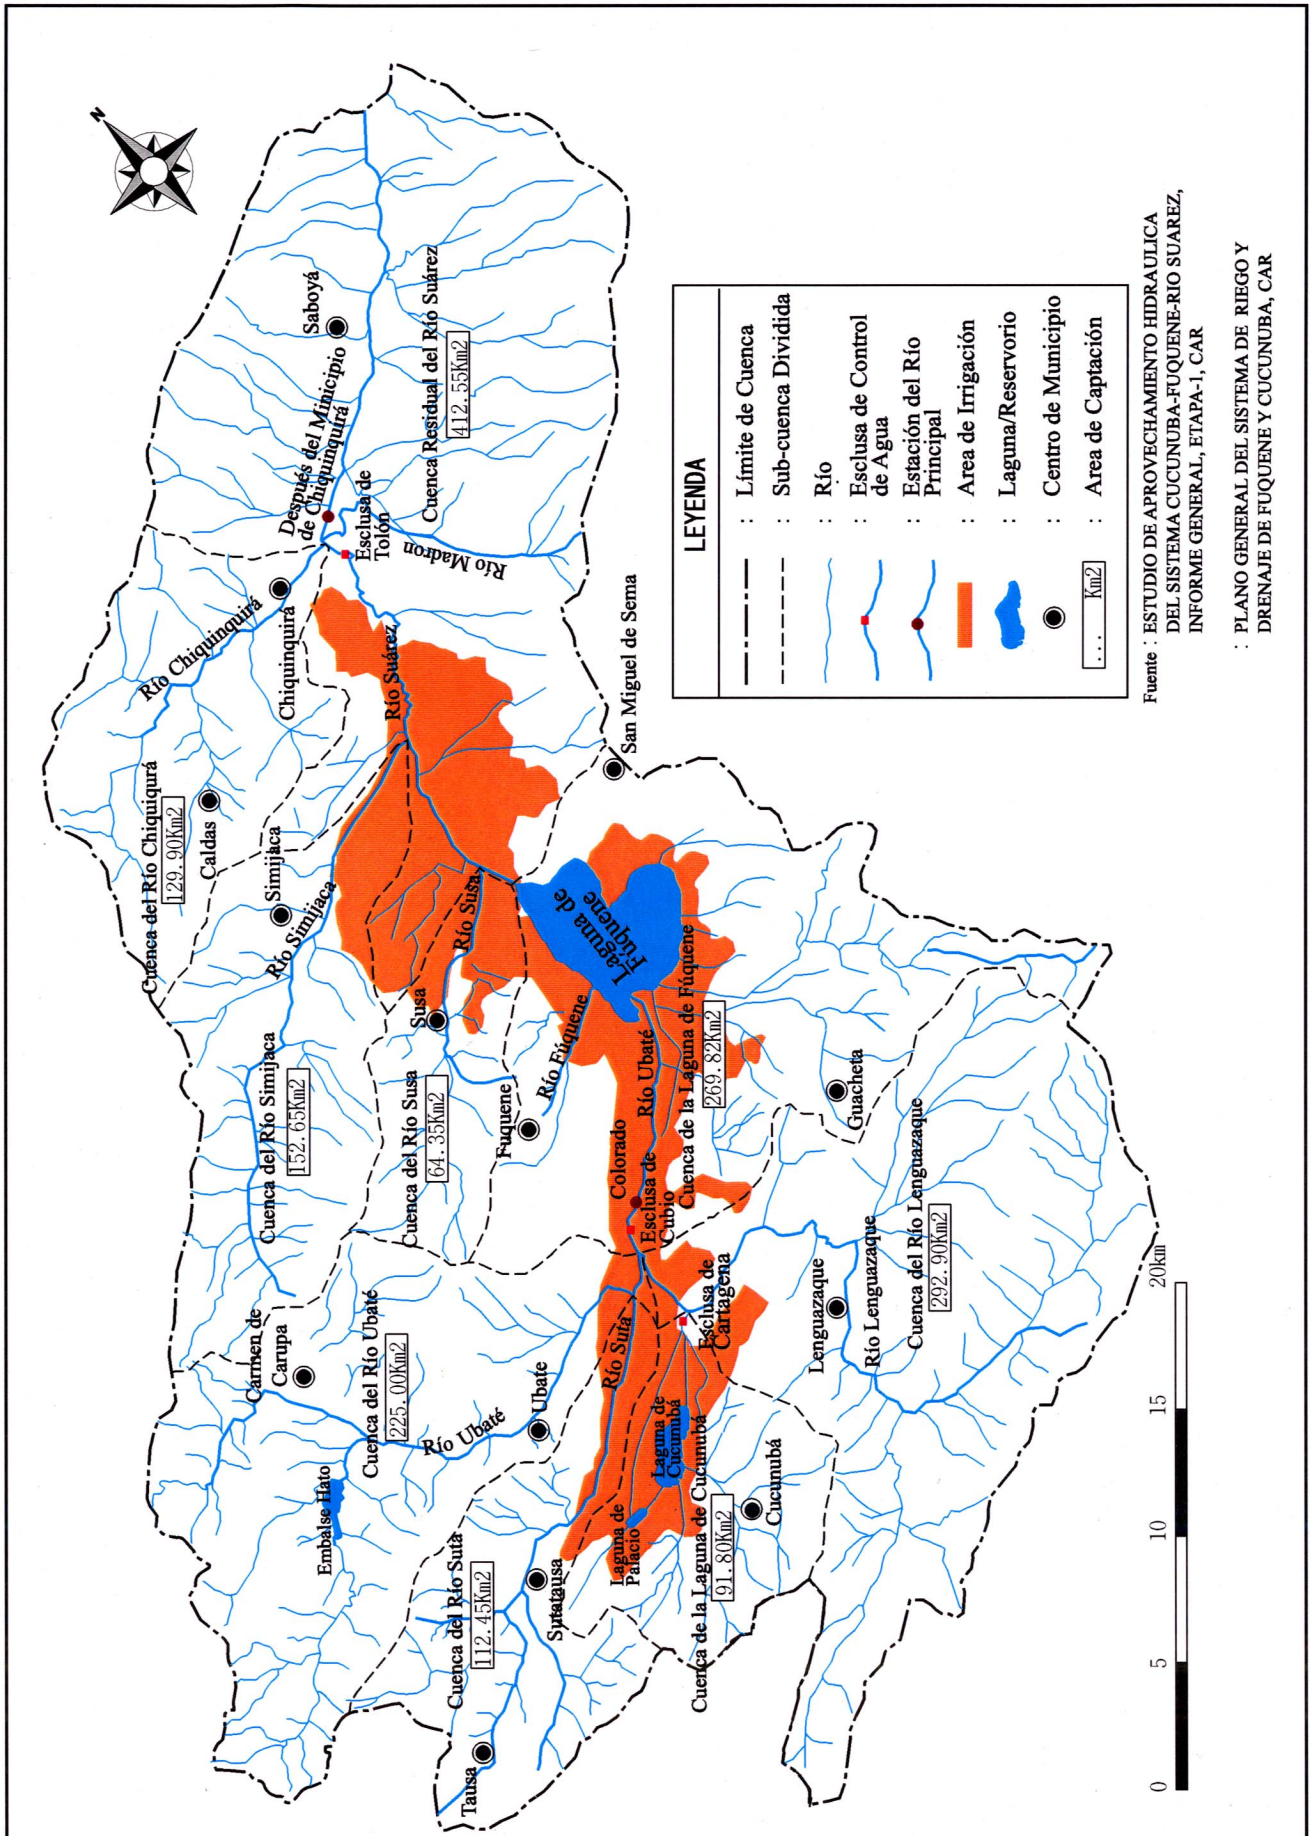 N
Saboyá
Después del Minicipio
de Chiquinquirá
Cuenca Residual del Río Suárez
412.55Km2
Esclusa de
Tolón
Río Madron
Río Chiquinquirá
Chiquinquirá
Río Suárez
San Miguel de Sema
Cuenca del Río Chiquiqurá
129.90Km2
Caldas
Simijaca
Río Simijaca
Cuenca del Río Simijaca
152.65Km2
Susa
Río Susa
Cuenca del Río Susa
64.35Km2
Laguna de
Fúquene
Fuquene
Río Fúquene
Río Ubaté
Cuenca de la Laguna de Fúquene
269.82Km2
Colorado
Esclusa de
Cubio
Guacheta
Carmen de
Carupa
Cuenca del Río Ubaté
225.00Km2
Río Ubaté
Ubate
Embalse Hato
Río Suta
Esclusa de
Cartagena
Lenguazaque
Río Lenguazaque
Cuenca del Río Lenguazaque
292.90Km2
Laguna de
Cucunubá
Laguna de
Palacio
Cuenca de la Laguna de Cucunubá
91.80Km2
Cucunubá
Cuenca del Río Suta
112.45Km2
Sutatausa
Tausa
0 5 10 15 20km
LEYENDA
: Límite de Cuenca
: Sub-cuenca Dividida
: Río
: Esclusa de Control
de Agua
: Estación del Río
Principal
: Area de Irrigación
: Laguna/Reservorio
: Centro de Municipio
... Km2 : Area de Captación
Fuente : ESTUDIO DE APROVECHAMIENTO HIDRAULICA
DEL SISTEMA CUCUNUBA-FUQUENE-RIO SUAREZ,
INFORME GENERAL, ETAPA-1, CAR
: PLANO GENERAL DEL SISTEMA DE RIEGO Y
DRENAJE DE FUQUENE Y CUCUNUBA, CAR